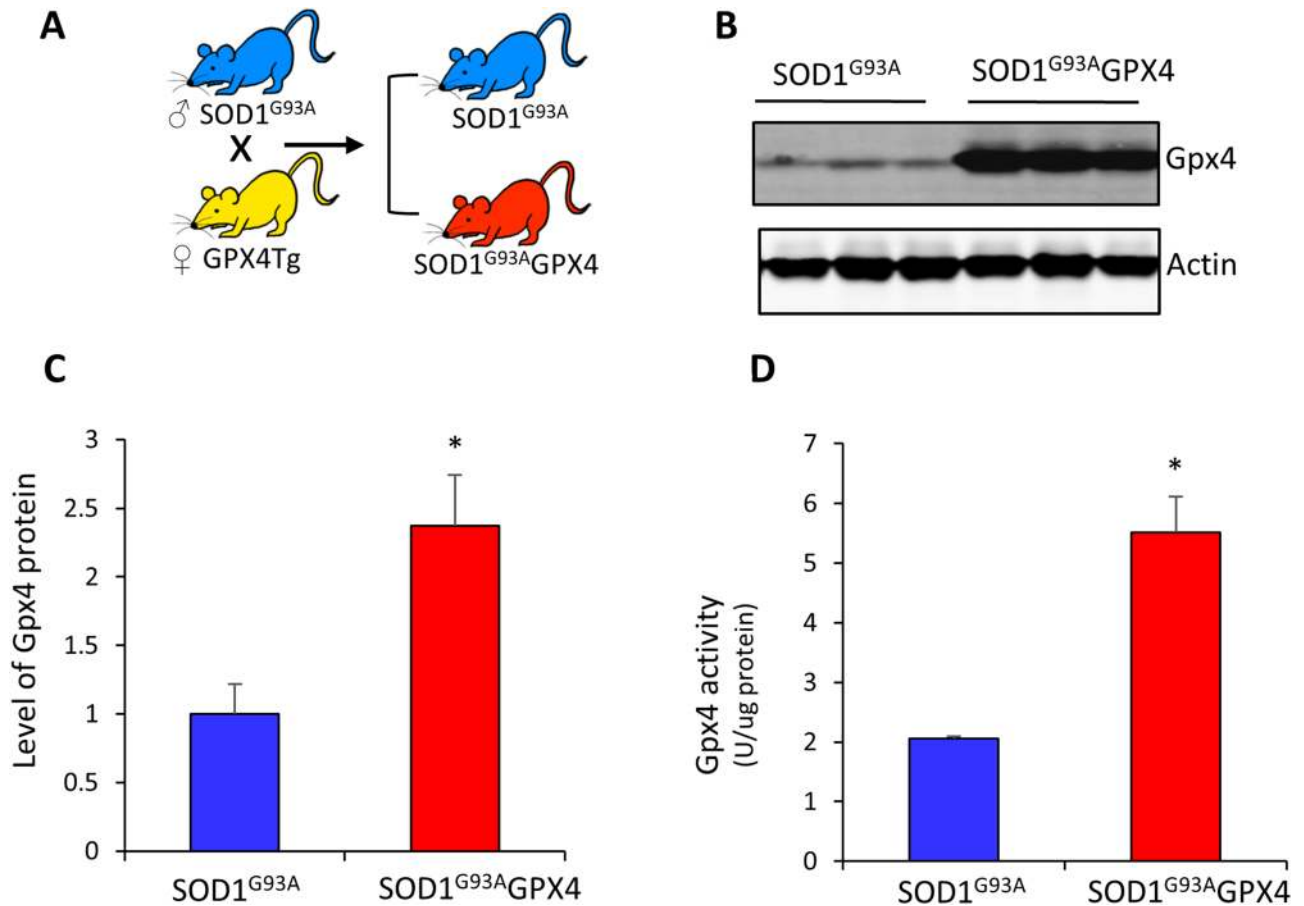 A
♂ SOD1G93A
X
♀ GPX4Tg
SOD1G93A
SOD1G93AGPX4
B
SOD1G93A
SOD1G93AGPX4
Gpx4
Actin
C
Level of Gpx4 protein
3
2.5
2
1.5
1
0.5
0
*
SOD1G93A
SOD1G93AGPX4
D
Gpx4 activity
(U/ug protein)
7
6
5
4
3
2
1
0
*
SOD1G93A
SOD1G93AGPX4